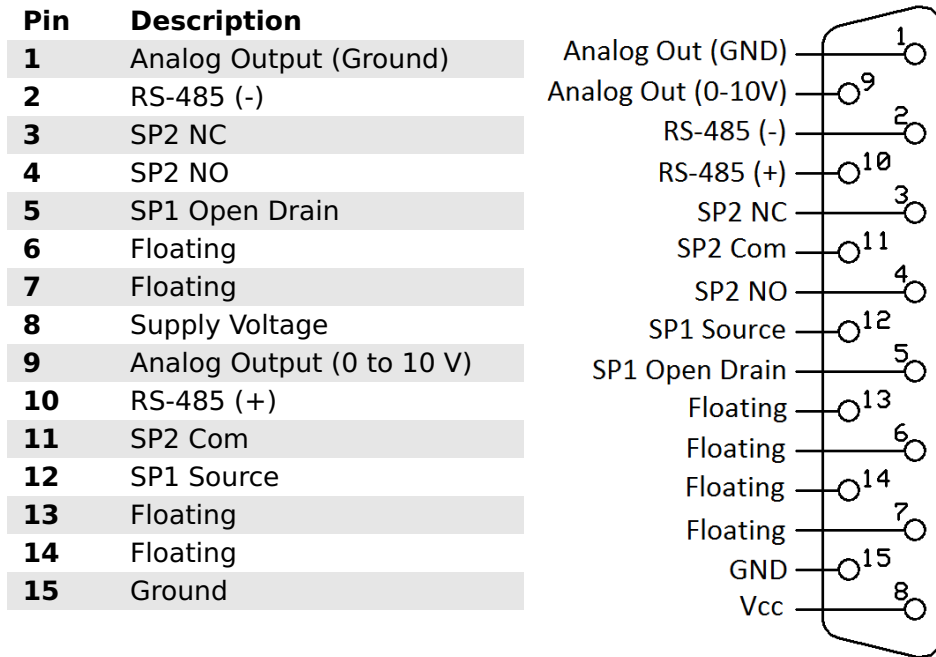 Pin Description
1 Analog Output (Ground)
2 RS-485 (-)
3 SP2 NC
4 SP2 NO
5 SP1 Open Drain
6 Floating
7 Floating
8 Supply Voltage
9 Analog Output (0 to 10 V)
10 RS-485 (+)
11 SP2 Com
12 SP1 Source
13 Floating
14 Floating
15 Ground
Analog Out (GND) 1
Analog Out (0-10V) 9
RS-485 (-) 2
RS-485 (+) 10
SP2 NC 3
SP2 Com 11
SP2 NO 4
SP1 Source 12
SP1 Open Drain 5
Floating 13
Floating 6
Floating 14
Floating 7
GND 15
Vcc 8